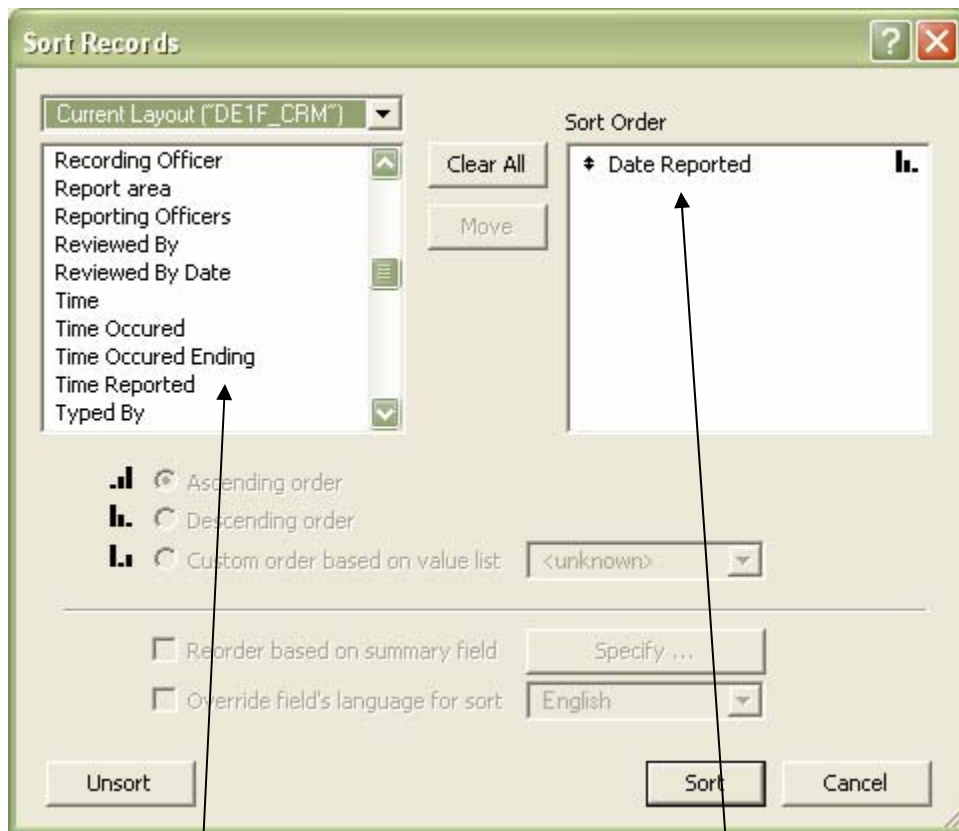 Sort Records
Current Layout ("DE1F_CRM")
Sort Order
Recording Officer
Report area
Reporting Officers
Reviewed By
Reviewed By Date
Time
Time Occured
Time Occured Ending
Time Reported
Typed By
Clear All
Move
Date Reported
Ascending order
Descending order
Custom order based on value list <unknown>
Reorder based on summary field Specify ...
Override field's language for sort English
Unsort Sort Cancel